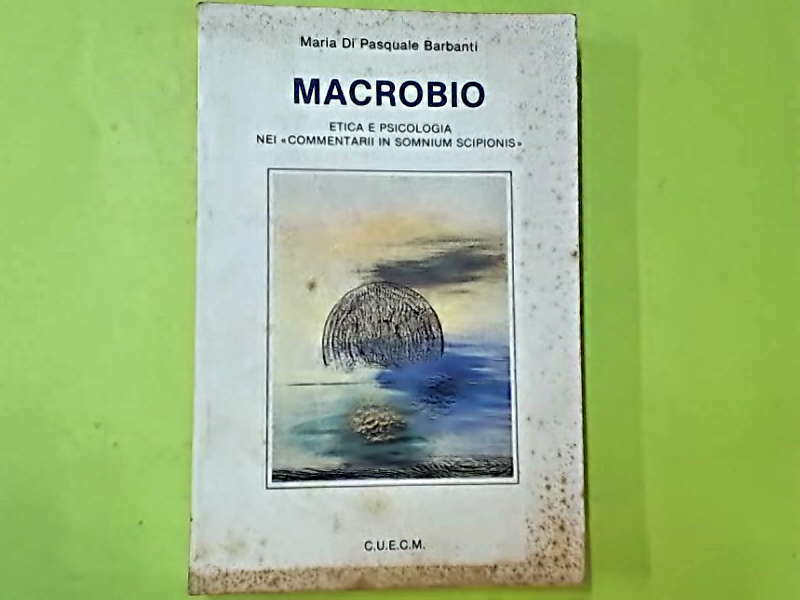 Maria Di Pasquale Barbanti
MACROBIO
ETICA E PSICOLOGIA
NEI «COMMENTARII IN SOMNIUM SCIPIONIS»
C.U.E.C.M.